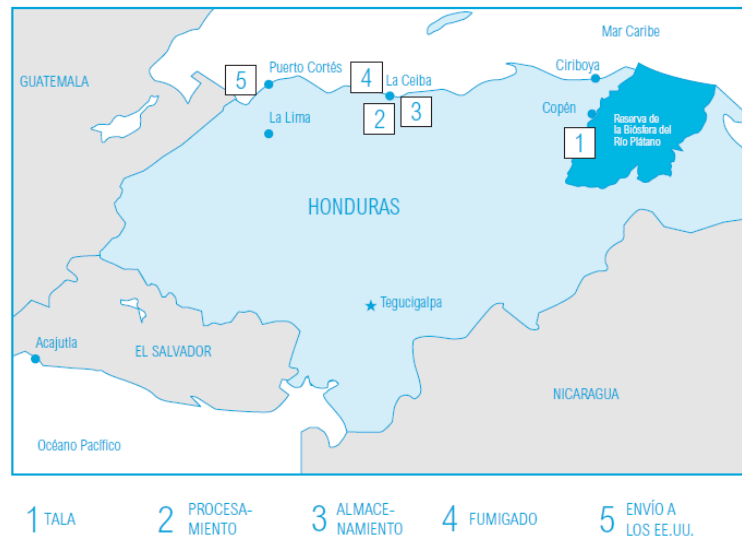 Mar Caribe
GUATEMALA
5
Puerto Cortés
4
La Ceiba
Ciriboya
2
3
Copén
La Lima
1
Reserva de
la Biósfera del
Río Plátano
HONDURAS
Tegucigalpa
Acajutla
EL SALVADOR
NICARAGUA
Océano Pacífico
1 TALA
2 PROCESA-
MIENTO
3 ALMACE-
NAMIENTO
4 FUMIGADO
5 ENVÍO A
LOS EE.UU.